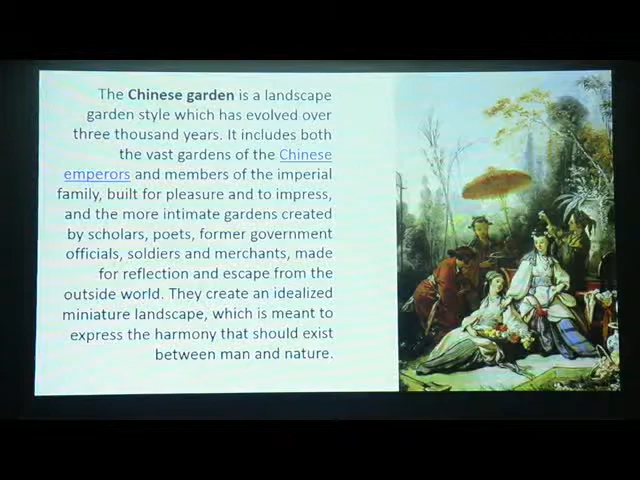 The Chinese garden is a landscape
garden style which has evolved over
three thousand years. It includes both
the vast gardens of the Chinese
emperors and members of the imperial
family, built for pleasure and to impress,
and the more intimate gardens created
by scholars, poets, former government
officials, soldiers and merchants, made
for reflection and escape from the
outside world. They create an idealized
miniature landscape, which is meant to
express the harmony that should exist
between man and nature.